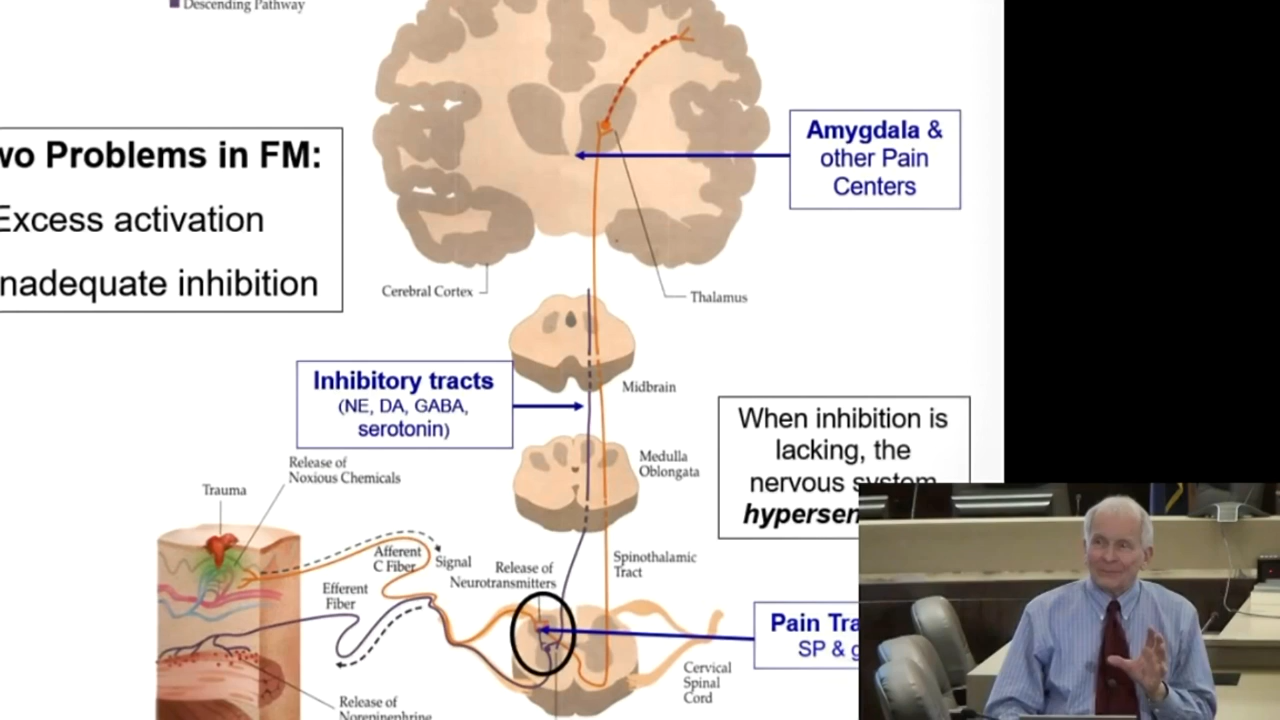 Descending Pathway
wo Problems in FM:
Excess activation
nadequate inhibition
Amygdala &
other Pain
Centers
Cerebral Cortex
Thalamus
Inhibitory tracts
(NE, DA, GABA,
serotonin)
Midbrain
When inhibition is
lacking, the
nervous system
hypersen
Medulla
Oblongata
Release of
Noxious Chemicals
Trauma
Afferent
C Fiber
Signal
Release of
Neurotransmitters
Spinothalamic
Tract
Efferent
Fiber
Pain Tra
SP & g
Cervical
Spinal
Cord
Release of
Norepinephrine